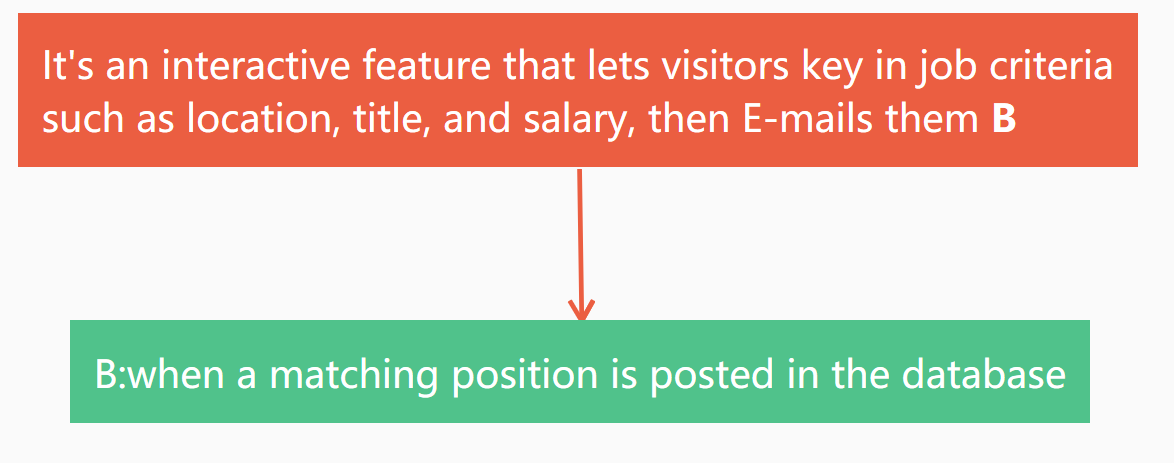 It's an interactive feature that lets visitors key in job criteria
such as location, title, and salary, then E-mails them B
B:when a matching position is posted in the database